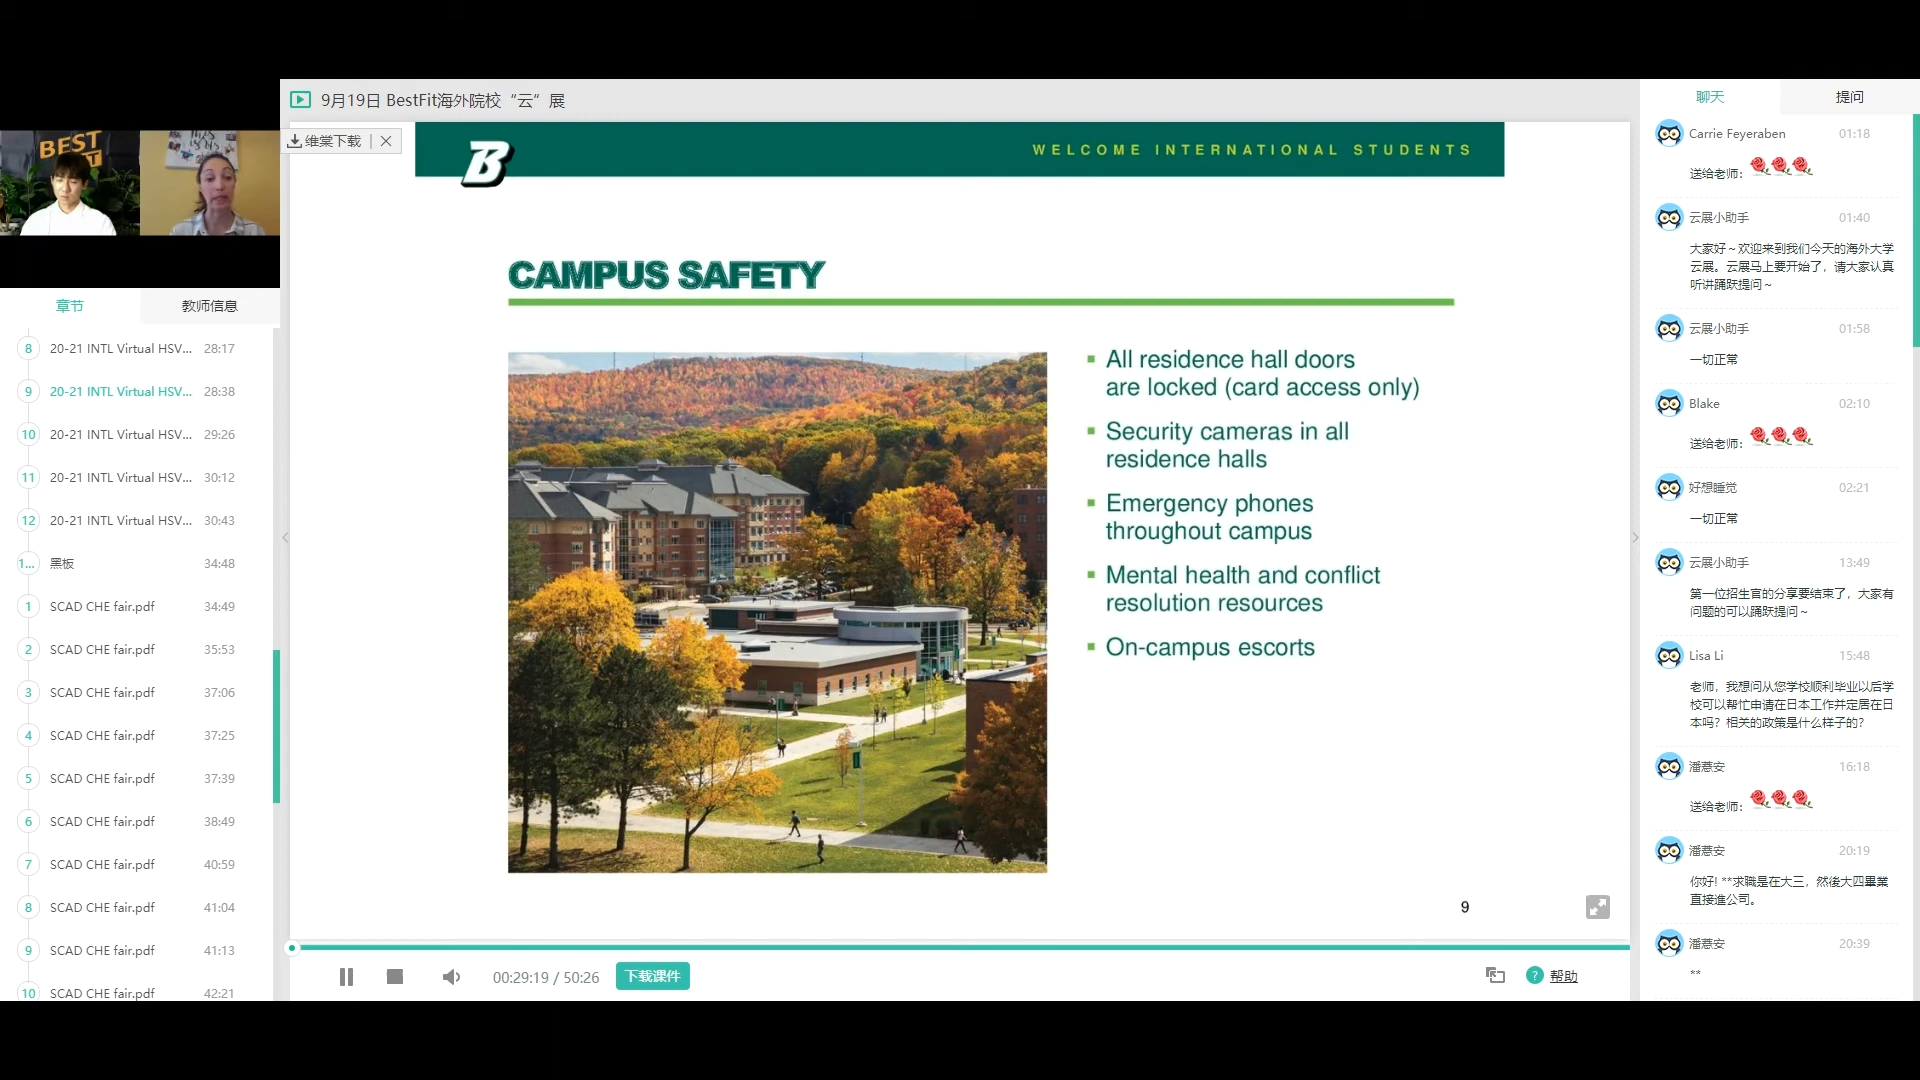 9月19日 BestFit海外院校“云”展
维棠下载
BEST
章节
教师信息
8 20-21 INTL Virtual HSV... 28:17
9 20-21 INTL Virtual HSV... 28:38
10 20-21 INTL Virtual HSV... 29:26
11 20-21 INTL Virtual HSV... 30:12
12 20-21 INTL Virtual HSV... 30:43
1... 黑板 34:48
1 SCAD CHE fair.pdf 34:49
2 SCAD CHE fair.pdf 35:53
3 SCAD CHE fair.pdf 37:06
4 SCAD CHE fair.pdf 37:25
5 SCAD CHE fair.pdf 37:39
6 SCAD CHE fair.pdf 38:49
7 SCAD CHE fair.pdf 40:59
8 SCAD CHE fair.pdf 41:04
9 SCAD CHE fair.pdf 41:13
10 SCAD CHE fair.pdf 42:21
B
WELCOME INTERNATIONAL STUDENTS
CAMPUS SAFETY
All residence hall doors
are locked (card access only)
Security cameras in all
residence halls
Emergency phones
throughout campus
Mental health and conflict
resolution resources
On-campus escorts
9
00:29:19 / 50:26
下载课件
? 帮助
聊天
提问
Carrie Feyeraben 01:18
送给老师:
云展小助手 01:40
大家好～欢迎来到我们今天的海外大学
云展。云展马上要开始了，请大家认真
听讲踊跃提问～
云展小助手 01:58
一切正常
Blake 02:10
送给老师:
好想睡觉 02:21
一切正常
云展小助手 13:49
第一位招生官的分享要结束了，大家有
问题的可以踊跃提问～
Lisa Li 15:48
老师，我想问从您学校顺利毕业以后学
校可以帮忙申请在日本工作并定居在日
本吗？相关的政策是什么样子的？
潘薏安 16:18
送给老师:
潘薏安 20:19
你好! **求職是在大三，然後大四畢業
直接進公司。
潘薏安 20:39
**